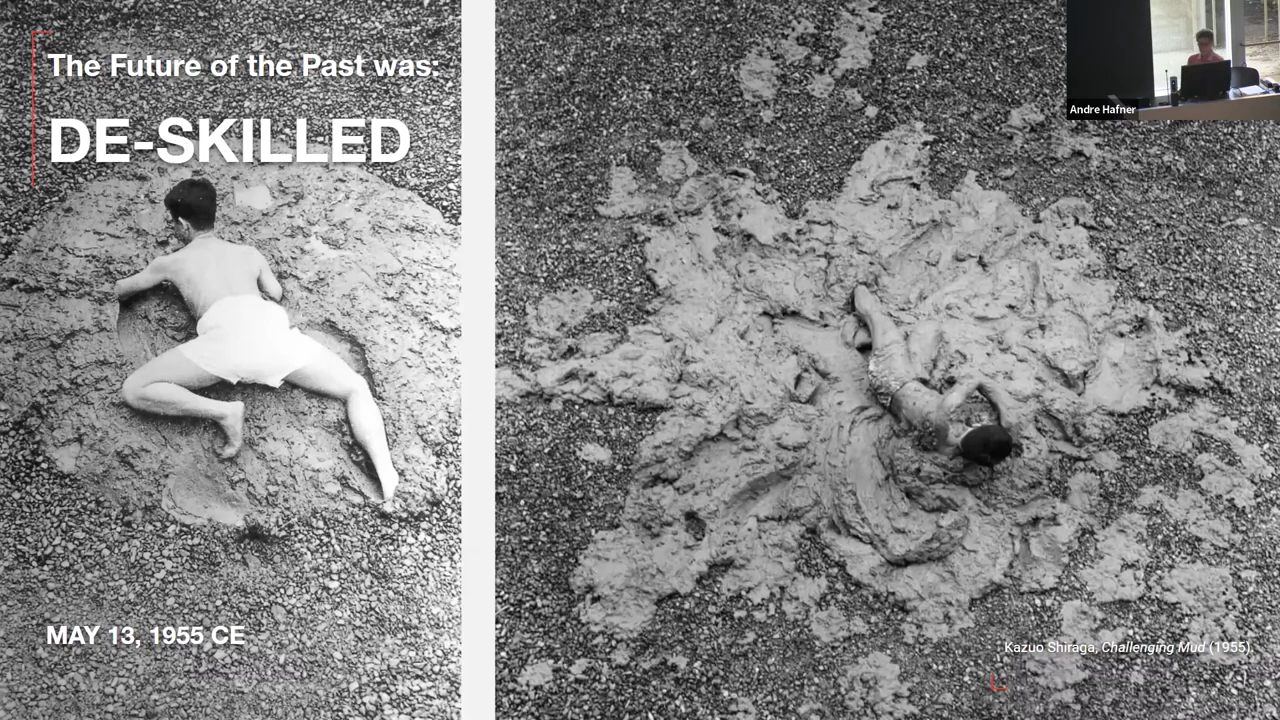 The Future of the Past was:
DE-SKILLED
Andre Hafner
MAY 13, 1955 CE
Kazuo Shiraga, Challenging Mud (1955).